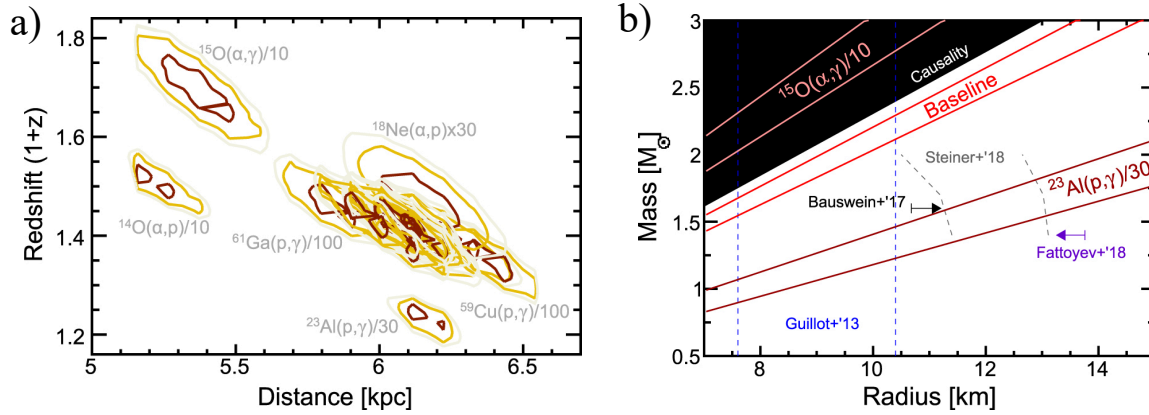 a)
Redshift (1+z)
1.8
1.6
1.4
1.2
¹⁵O(α,γ)/10
¹⁸Ne(α,p)x30
¹⁴O(α,p)/10
⁶¹Ga(p,γ)/100
⁵⁹Cu(p,γ)/100
²³Al(p,γ)/30
5 5.5 6 6.5
Distance [kpc]
b)
Mass [M☉]
3
2.5
2
1.5
1
0.5
¹⁵O(α,γ)/10
Causality
Baseline
Steiner+'18
²³Al(p,γ)/30
Bauswein+'17
Fattoyev+'18
Guillot+'13
8 10 12 14
Radius [km]